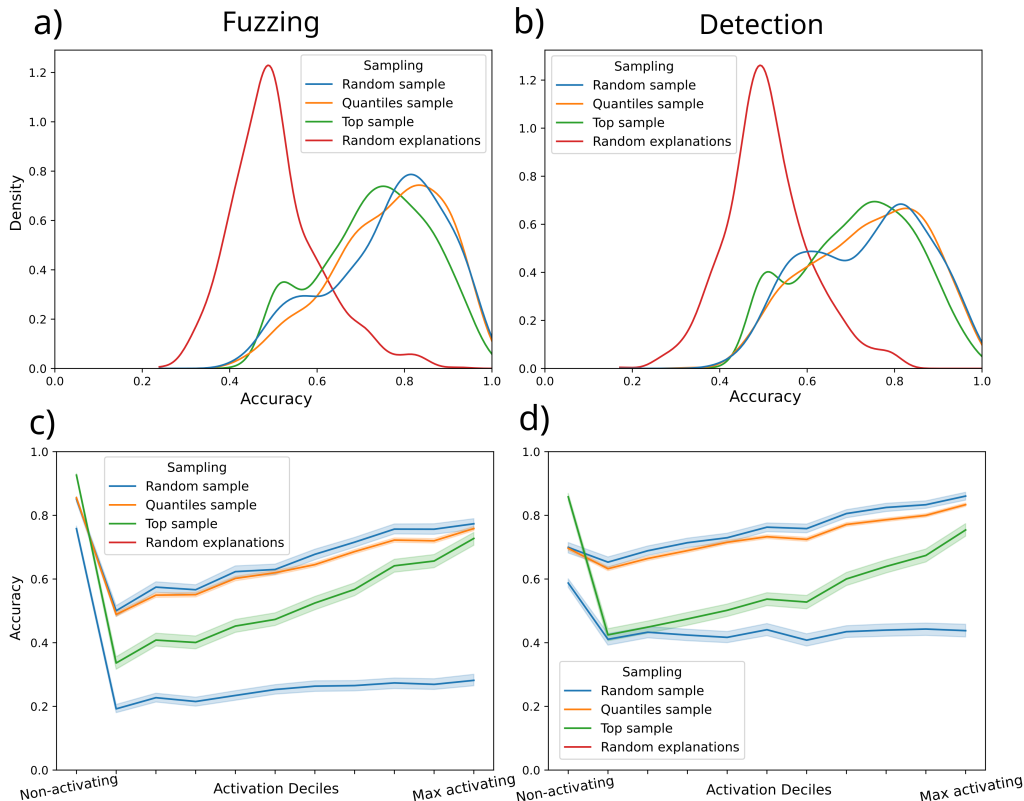 a)
Fuzzing
Sampling
Random sample
Quantiles sample
Top sample
Random explanations
Density
1.2
1.0
0.8
0.6
0.4
0.2
0.0
0.0 0.2 0.4 0.6 0.8 1.0
Accuracy
b)
Detection
Sampling
Random sample
Quantiles sample
Top sample
Random explanations
1.2
1.0
0.8
0.6
0.4
0.2
0.0
0.0 0.2 0.4 0.6 0.8 1.0
Accuracy
c)
Sampling
Random sample
Quantiles sample
Top sample
Random explanations
Accuracy
1.0
0.8
0.6
0.4
0.2
0.0
Non-activating Activation Deciles Max activating
d)
1.0
0.8
0.6
0.4
0.2
0.0
Sampling
Random sample
Quantiles sample
Top sample
Random explanations
Non-activating Activation Deciles Max activating